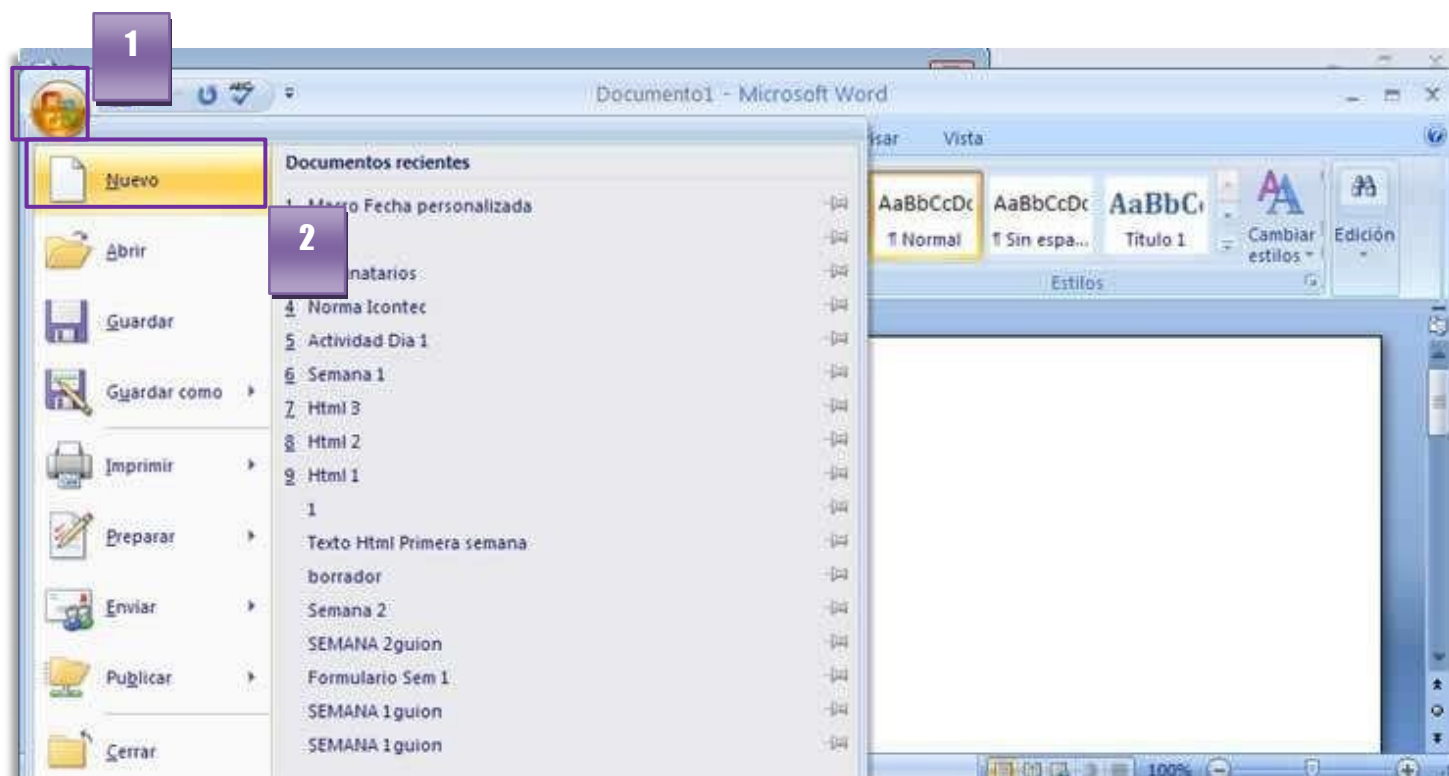 1
Documento1 - Microsoft Word
isar Vista
Nuevo
Abrir
Guardar
Guardar como
Imprimir
Preparar
Enviar
Publicar
Cerrar
2
Documentos recientes
1 Macro Fecha personalizada
natarios
4 Norma Icontec
5 Actividad Dia 1
6 Semana 1
7 Html 3
8 Html 2
9 Html 1
1
Texto Html Primera semana
borrador
Semana 2
SEMANA 2guion
Formulario Sem 1
SEMANA 1guion
SEMANA 1guion
AaBbCcDc AaBbCcDc AaBbC
¶ Normal ¶ Sin espa... Título 1
Cambiar
estilos
Edición
Estilos
100%